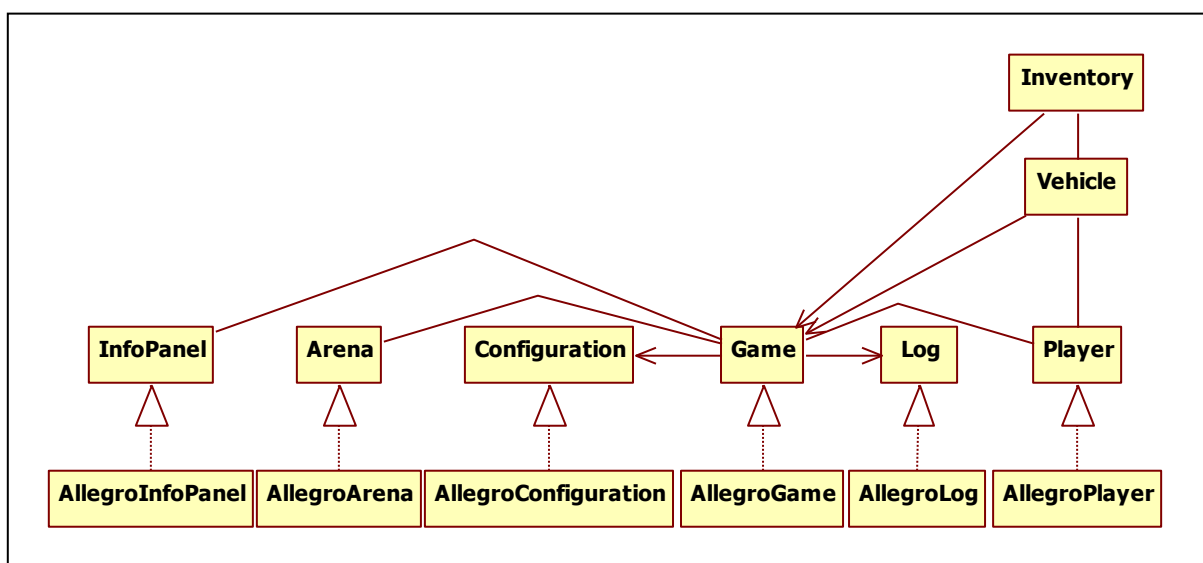 Inventory
Vehicle
InfoPanel
Arena
Configuration
Game
Log
Player
AllegroInfoPanel
AllegroArena
AllegroConfiguration
AllegroGame
AllegroLog
AllegroPlayer